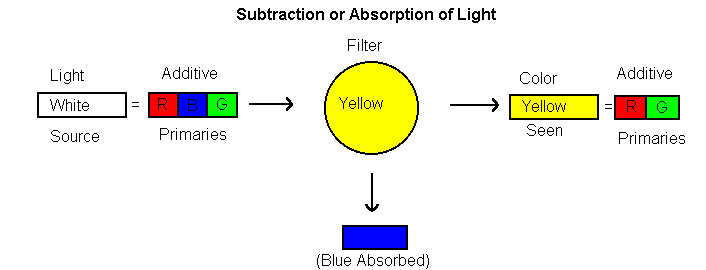 Subtraction or Absorption of Light
Filter
Light
Additive
White = R B G
Source
Primaries
Yellow
Color
Additive
Yellow = R G
Seen
Primaries
(Blue Absorbed)